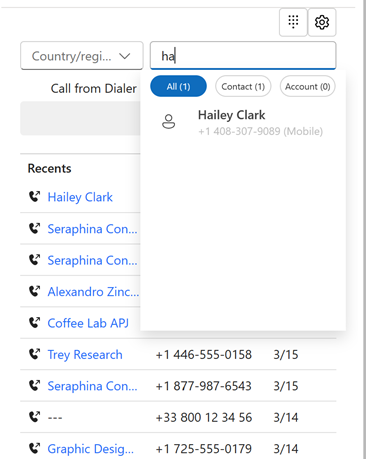 Country/regi... ha
Call from Dialer
All (1) Contact (1) Account (0)
Hailey Clark
+1 408-307-9089 (Mobile)
Recents
Hailey Clark
Seraphina Con...
Seraphina Con...
Alexandro Zinc...
Coffee Lab APJ
Trey Research +1 446-555-0158 3/15
Seraphina Con... +1 877-987-6543 3/15
--- +33 800 12 34 56 3/14
Graphic Desig... +1 725-555-0179 3/14